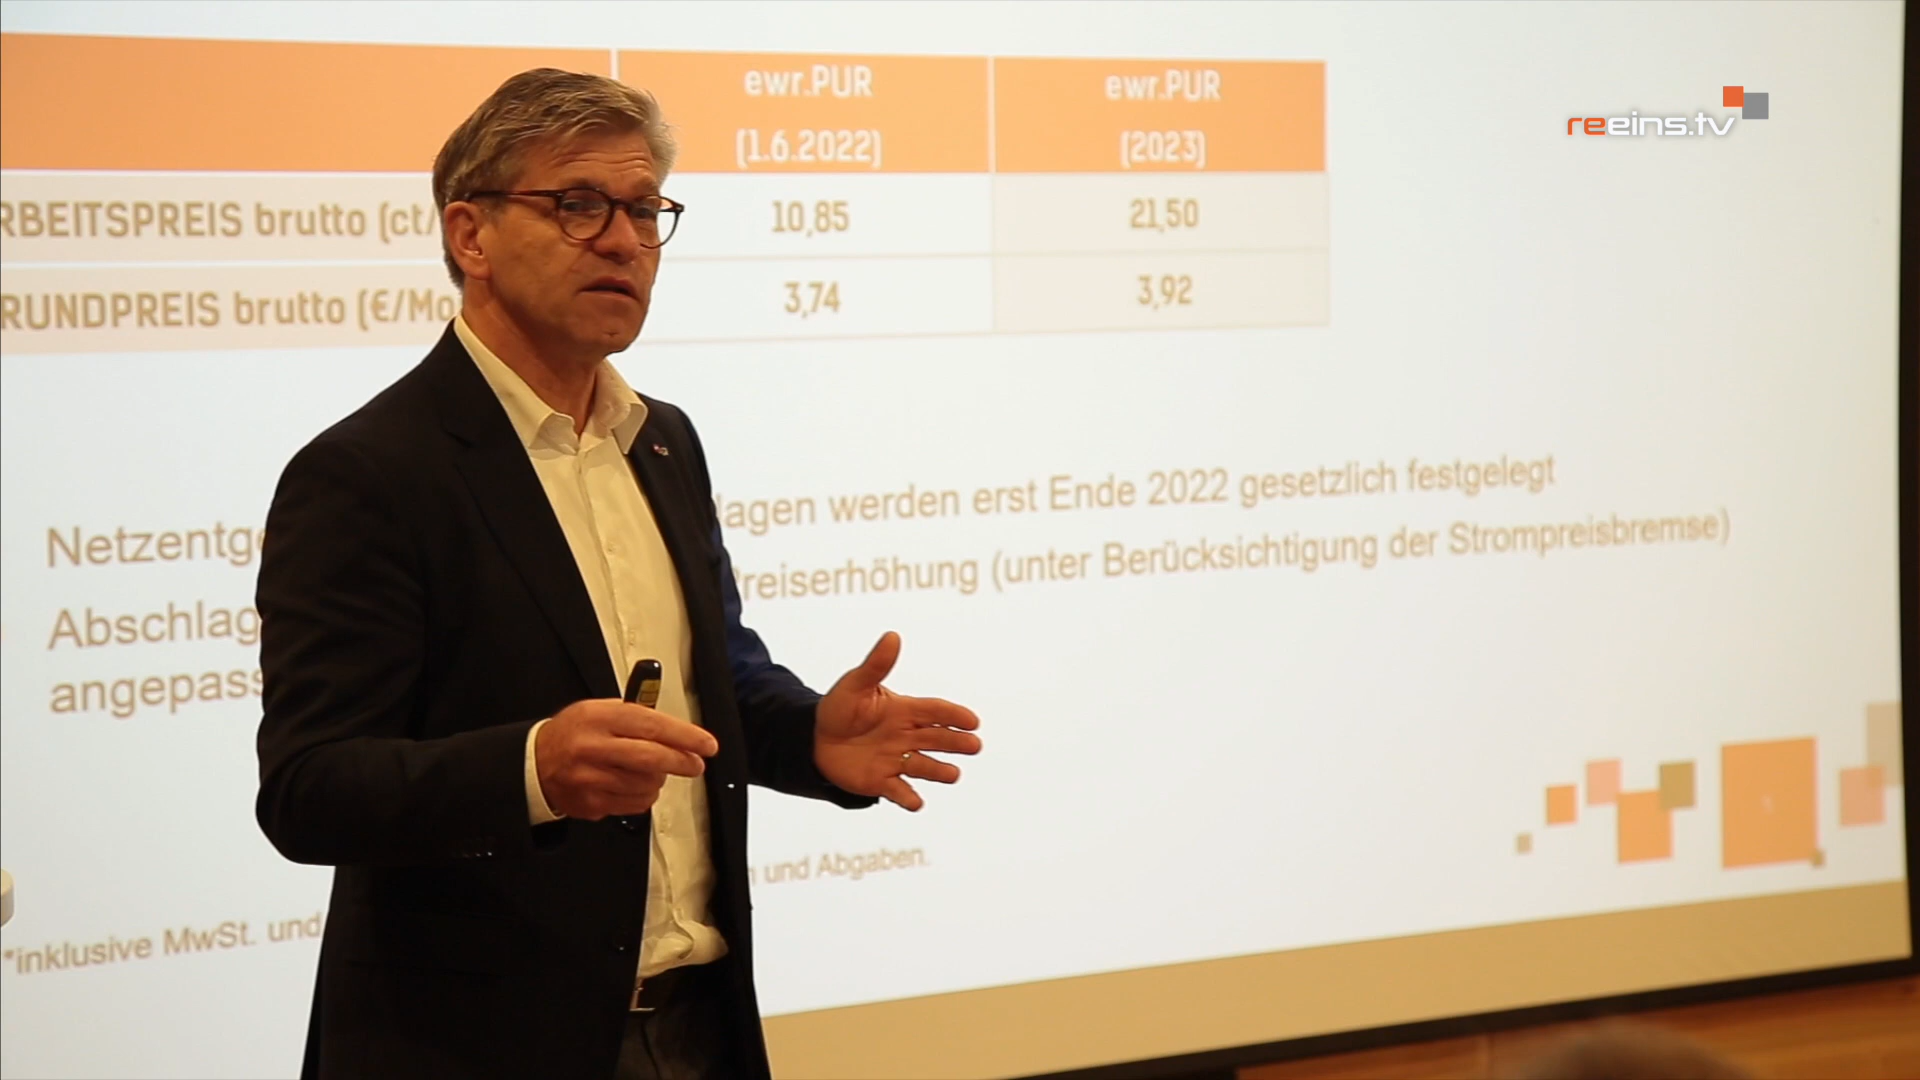 ewr.PUR ewr.PUR
(1.6.2022) (2023)
reeins.tv
RBEITSPREIS brutto (ct/ 10,85 21,50
RUNDPREIS brutto (€/Mo 3,74 3,92
Netzentge lagen werden erst Ende 2022 gesetzlich festgelegt
Abschlag Preiserhöhung (unter Berücksichtigung der Strompreisbremse)
angepass
*inklusive MwSt. und und Abgaben.